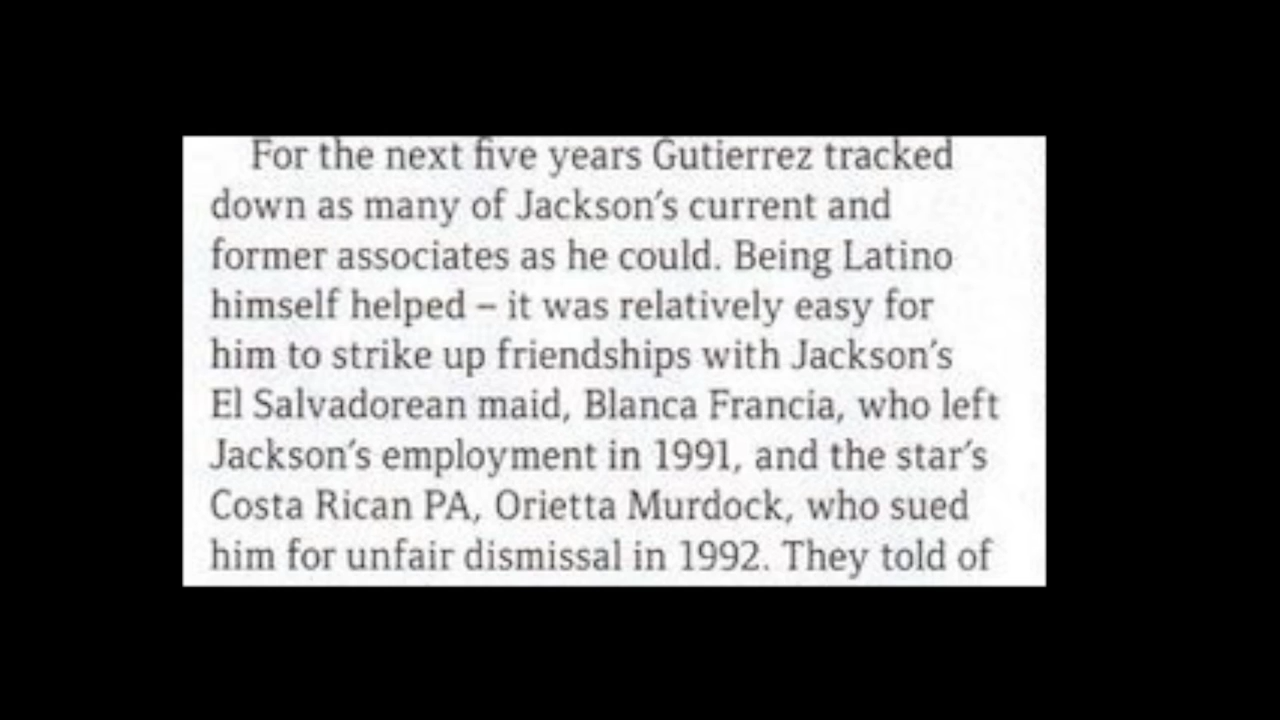 For the next five years Gutierrez tracked
down as many of Jackson's current and
former associates as he could. Being Latino
himself helped – it was relatively easy for
him to strike up friendships with Jackson's
El Salvadorean maid, Blanca Francia, who left
Jackson's employment in 1991, and the star's
Costa Rican PA, Orietta Murdock, who sued
him for unfair dismissal in 1992. They told of